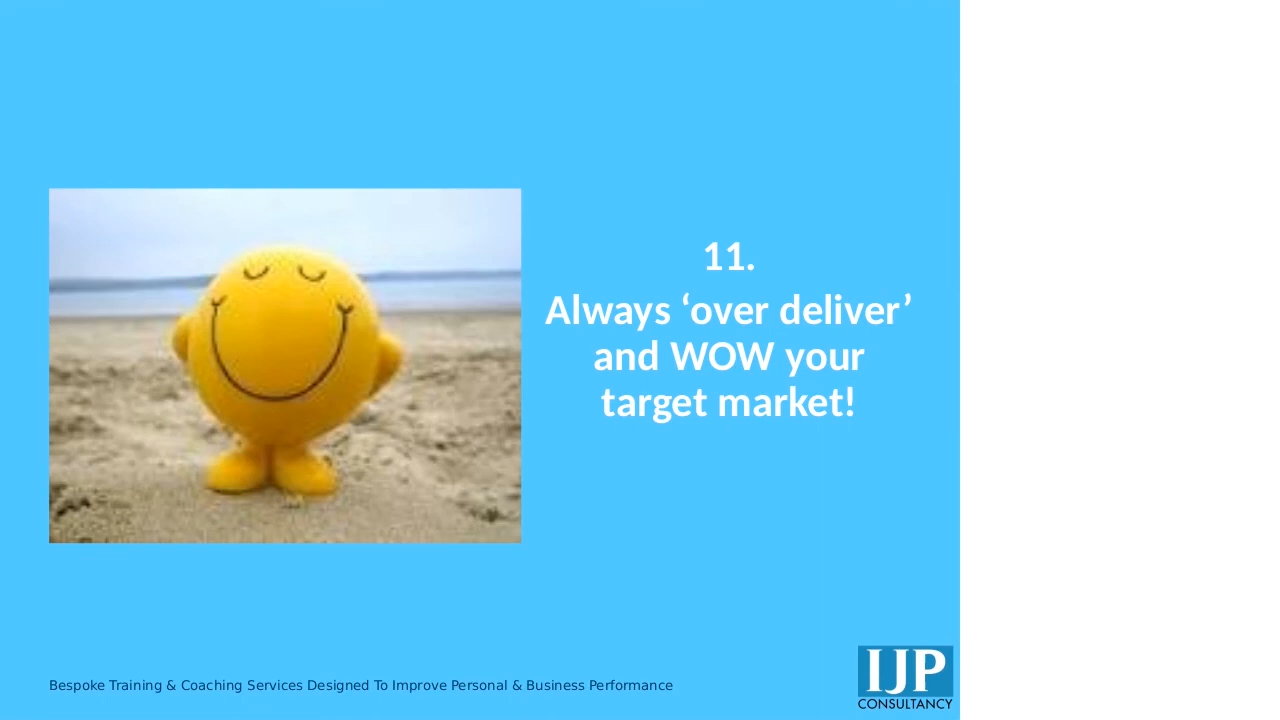 11.
Always ‘over deliver’
and WOW your
target market!
Bespoke Training & Coaching Services Designed To Improve Personal & Business Performance
IJP
CONSULTANCY